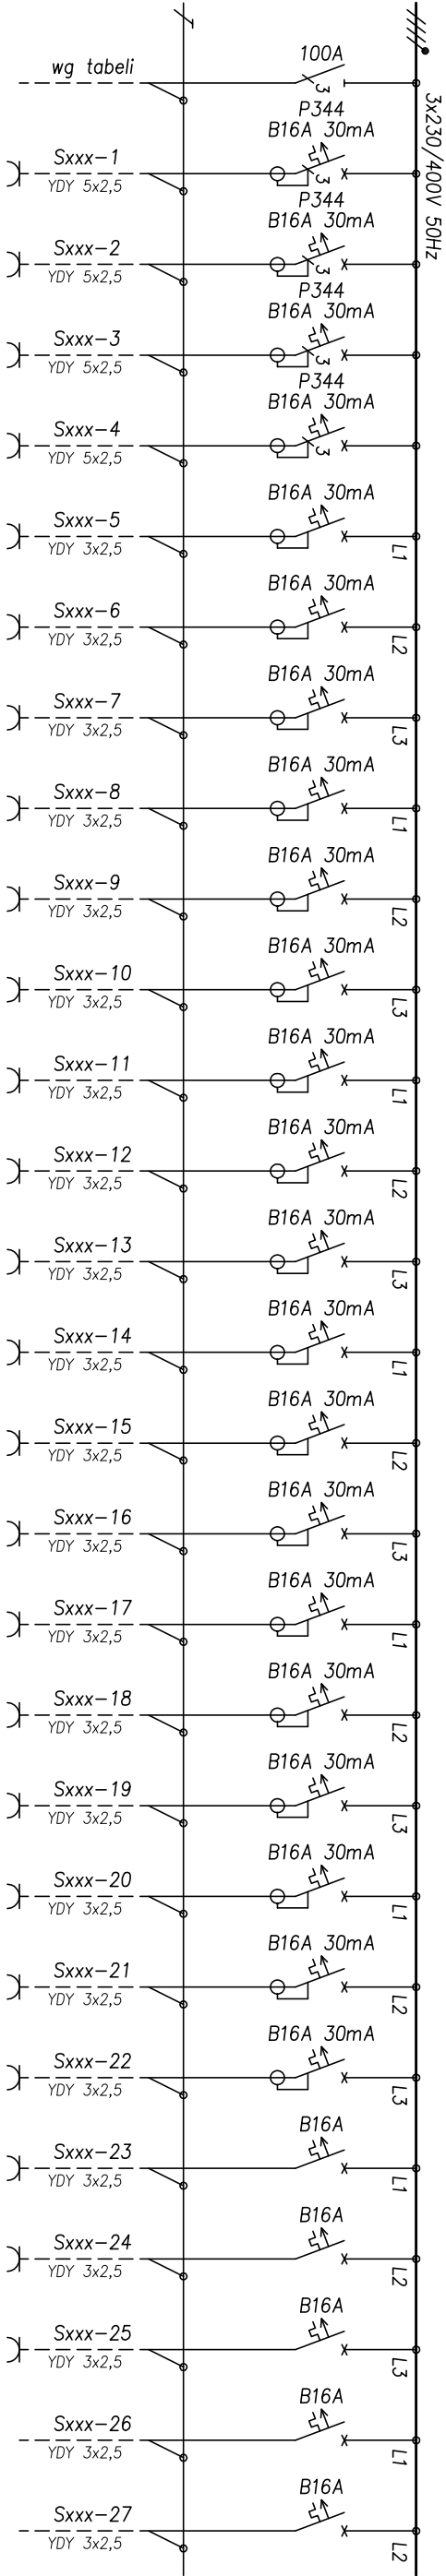 3x230/400V 50Hz
100A
wg tabeli
3
P344
B16A 30mA
Sxxx-1
YDY 5x2,5
3
P344
B16A 30mA
Sxxx-2
YDY 5x2,5
3
P344
B16A 30mA
Sxxx-3
YDY 5x2,5
3
P344
B16A 30mA
Sxxx-4
YDY 5x2,5
3
B16A 30mA
Sxxx-5
YDY 3x2,5
L1
B16A 30mA
Sxxx-6
YDY 3x2,5
L2
B16A 30mA
Sxxx-7
YDY 3x2,5
L3
B16A 30mA
Sxxx-8
YDY 3x2,5
L1
B16A 30mA
Sxxx-9
YDY 3x2,5
L2
B16A 30mA
Sxxx-10
YDY 3x2,5
L3
B16A 30mA
Sxxx-11
YDY 3x2,5
L1
B16A 30mA
Sxxx-12
YDY 3x2,5
L2
B16A 30mA
Sxxx-13
YDY 3x2,5
L3
B16A 30mA
Sxxx-14
YDY 3x2,5
L1
B16A 30mA
Sxxx-15
YDY 3x2,5
L2
B16A 30mA
Sxxx-16
YDY 3x2,5
L3
B16A 30mA
Sxxx-17
YDY 3x2,5
L1
B16A 30mA
Sxxx-18
YDY 3x2,5
L2
B16A 30mA
Sxxx-19
YDY 3x2,5
L3
B16A 30mA
Sxxx-20
YDY 3x2,5
L1
B16A 30mA
Sxxx-21
YDY 3x2,5
L2
B16A 30mA
Sxxx-22
YDY 3x2,5
L3
B16A
Sxxx-23
YDY 3x2,5
L1
B16A
Sxxx-24
YDY 3x2,5
L2
B16A
Sxxx-25
YDY 3x2,5
L3
B16A
Sxxx-26
YDY 3x2,5
L1
B16A
Sxxx-27
YDY 3x2,5
L2